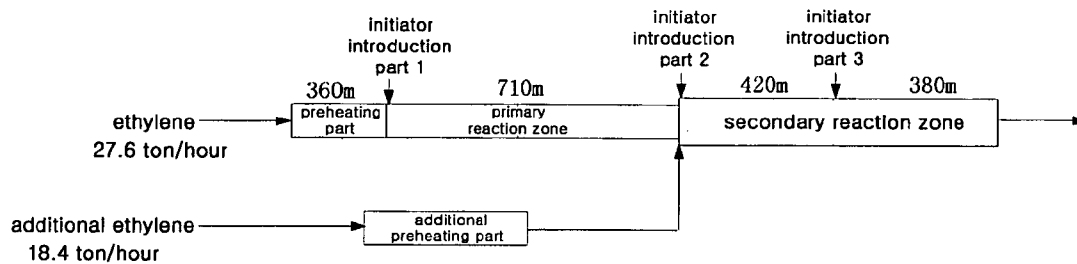 initiator
introduction
part 1
initiator
introduction
part 2
initiator
introduction
part 3
360m
710m
420m
380m
ethylene
27.6 ton/hour
preheating
part
primary
reaction zone
secondary reaction zone
additional ethylene
18.4 ton/hour
additional
preheating part